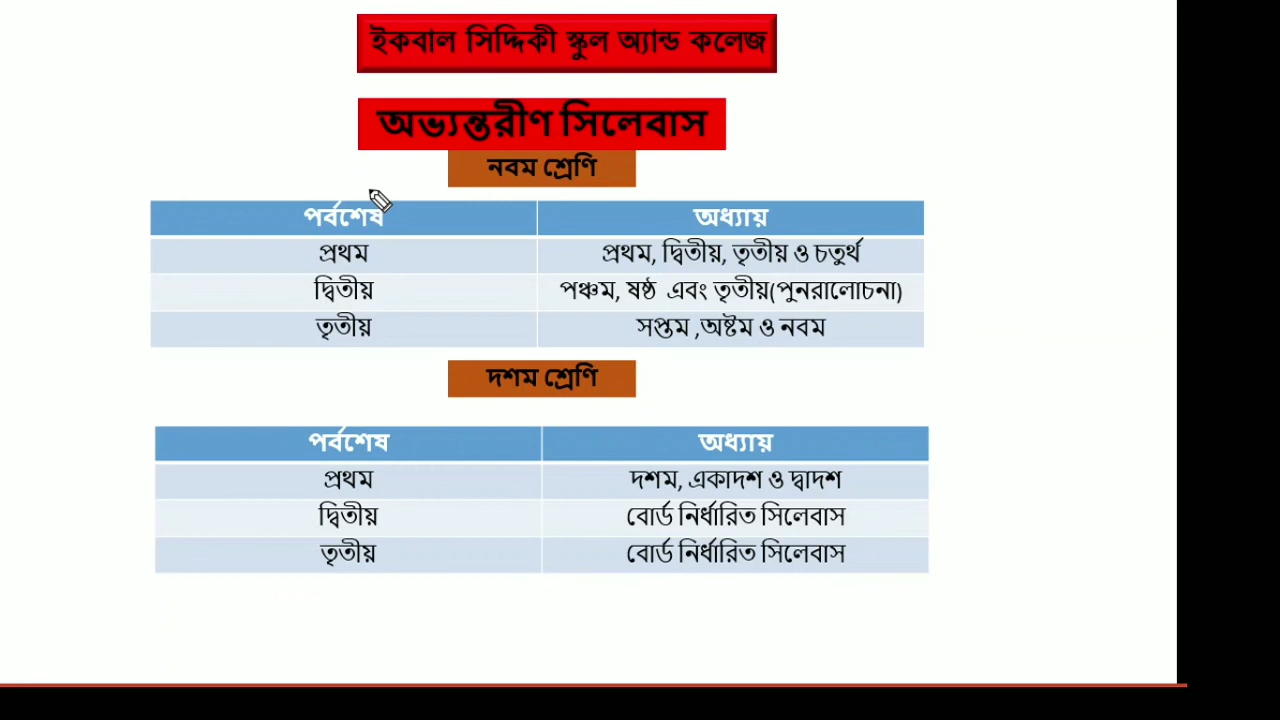 ইকবাল সিদ্দিকী স্কুল অ্যান্ড কলেজ
অভ্যন্তরীণ সিলেবাস
নবম শ্রেণি
পর্বশেষ অধ্যায়
প্রথম প্রথম, দ্বিতীয়, তৃতীয় ও চতুর্থ
দ্বিতীয় পঞ্চম, ষষ্ঠ এবং তৃতীয়(পুনরালোচনা)
তৃতীয় সপ্তম ,অষ্টম ও নবম
দশম শ্রেণি
পর্বশেষ অধ্যায়
প্রথম দশম, একাদশ ও দ্বাদশ
দ্বিতীয় বোর্ড নির্ধারিত সিলেবাস
তৃতীয় বোর্ড নির্ধারিত সিলেবাস